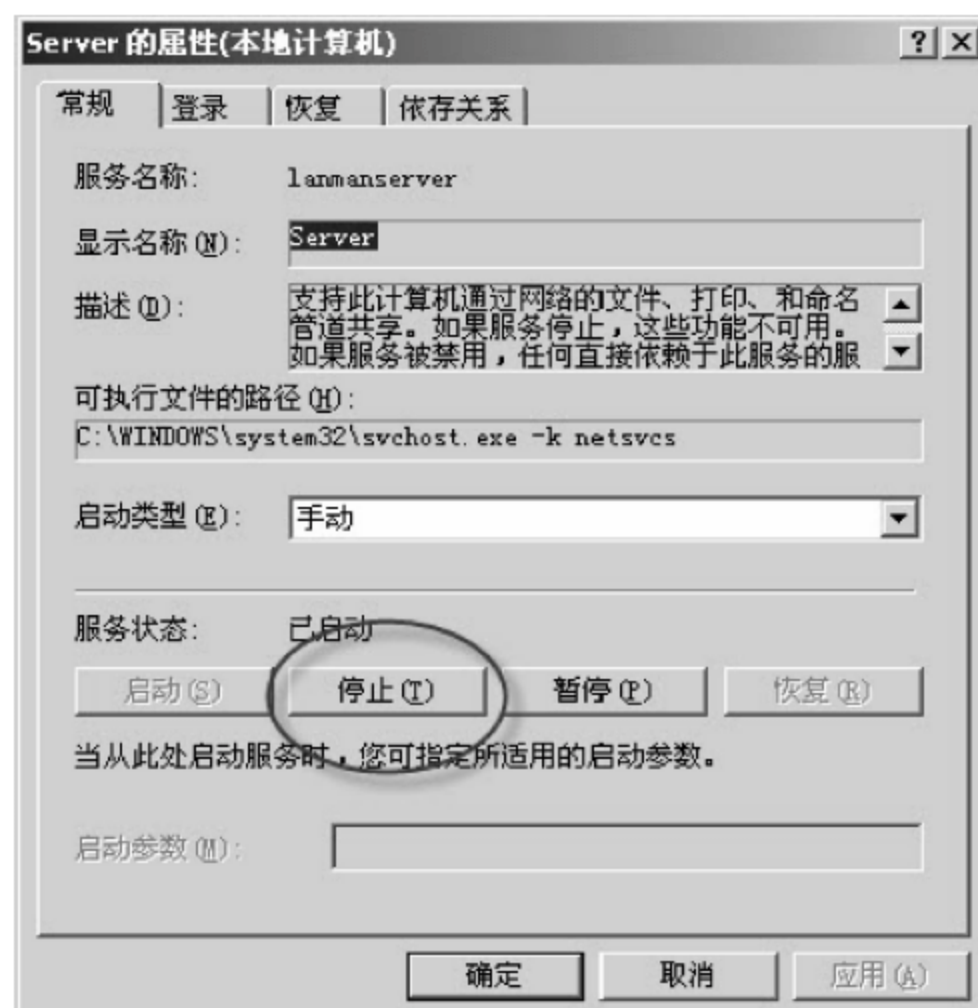 Server 的属性(本地计算机)
常规 登录 恢复 依存关系
服务名称: lanmanserver
显示名称(N): Server
描述(D): 支持此计算机通过网络的文件、打印、和命名
管道共享。如果服务停止，这些功能不可用。
如果服务被禁用，任何直接依赖于此服务的服
可执行文件的路径(H):
C:\WINDOWS\system32\svchost.exe -k netsvcs
启动类型(E): 手动
服务状态: 已启动
启动(S) 停止(T) 暂停(P) 恢复(R)
当从此处启动服务时，您可指定所适用的启动参数。
启动参数(M):
确定 取消 应用(A)